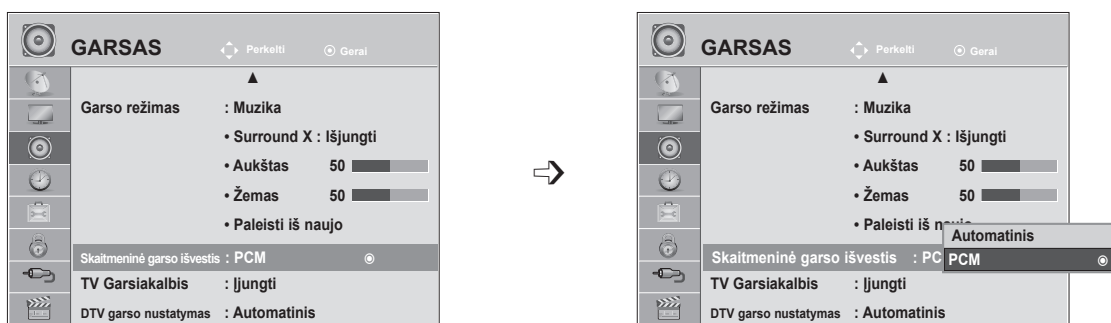 GARSAS Perkelti Gerai
Garso režimas : Muzika
• Surround X : Išjungti
• Aukštas 50
• Žemas 50
• Paleisti iš naujo
Skaitmeninė garso išvestis : PCM
TV Garsiakalbis : Įjungti
DTV garso nustatymas : Automatinis
GARSAS Perkelti Gerai
Garso režimas : Muzika
• Surround X : Išjungti
• Aukštas 50
• Žemas 50
• Paleisti iš naujo
Automatinis
Skaitmeninė garso išvestis : PC PCM
TV Garsiakalbis : Įjungti
DTV garso nustatymas : Automatinis